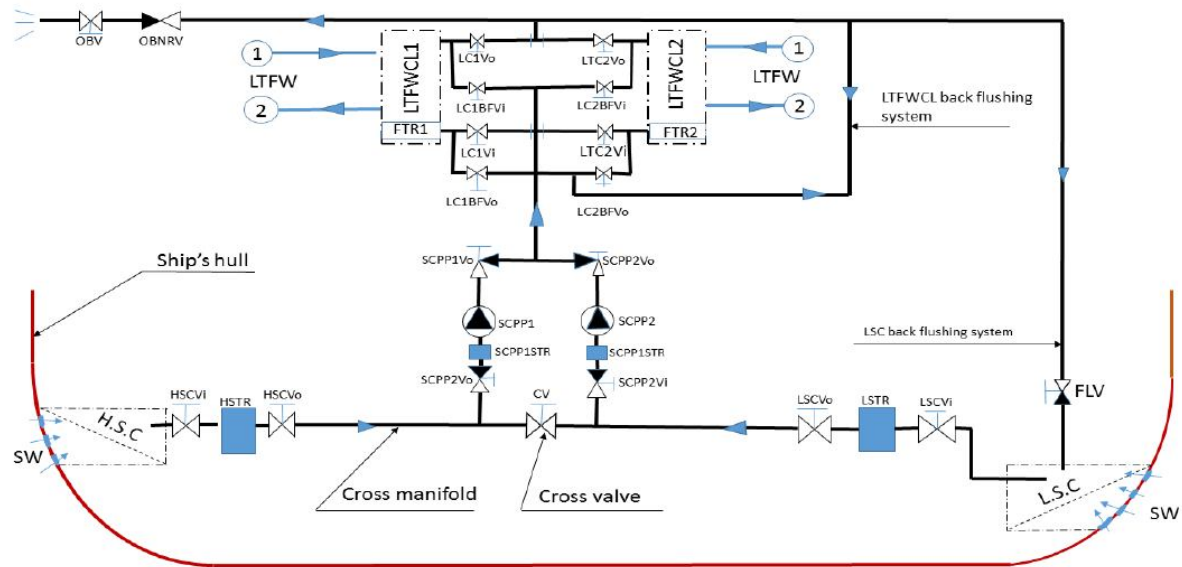 OBV
OBNRV
1
LTFW
2
LTFWCL1
FTR1
LC1Vo
LTC2Vo
LC1BFVi
LC2BFVi
LC1Vi
LTC2Vi
LC1BFVo
LC2BFVo
LTFWCL2
FTR2
1
LTFW
2
LTFWCL back flushing
system
Ship's hull
SCPP1Vo
SCPP2Vo
SCPP1
SCPP2
SCPP1STR
SCPP1STR
SCPP2Vo
SCPP2Vi
LSC back flushing system
FLV
HSCVi
HSTR
HSCVo
CV
LSCVo
LSTR
LSCVi
H.S.C
SW
Cross manifold
Cross valve
L.S.C
SW